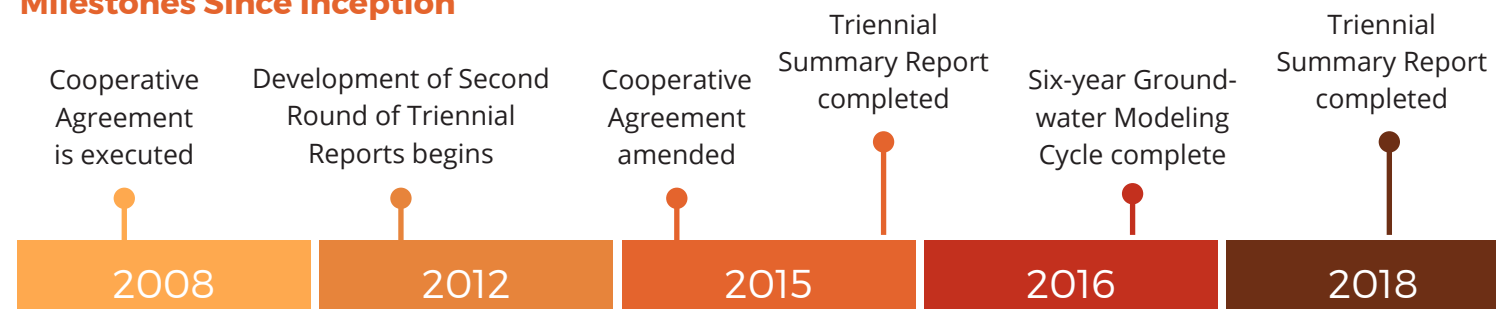 Milestones Since Inception
Cooperative
Agreement
is executed
Development of Second
Round of Triennial
Reports begins
Cooperative
Agreement
amended
Triennial
Summary Report
completed
Six-year Ground-
water Modeling
Cycle complete
Triennial
Summary Report
completed
2008
2012
2015
2016
2018